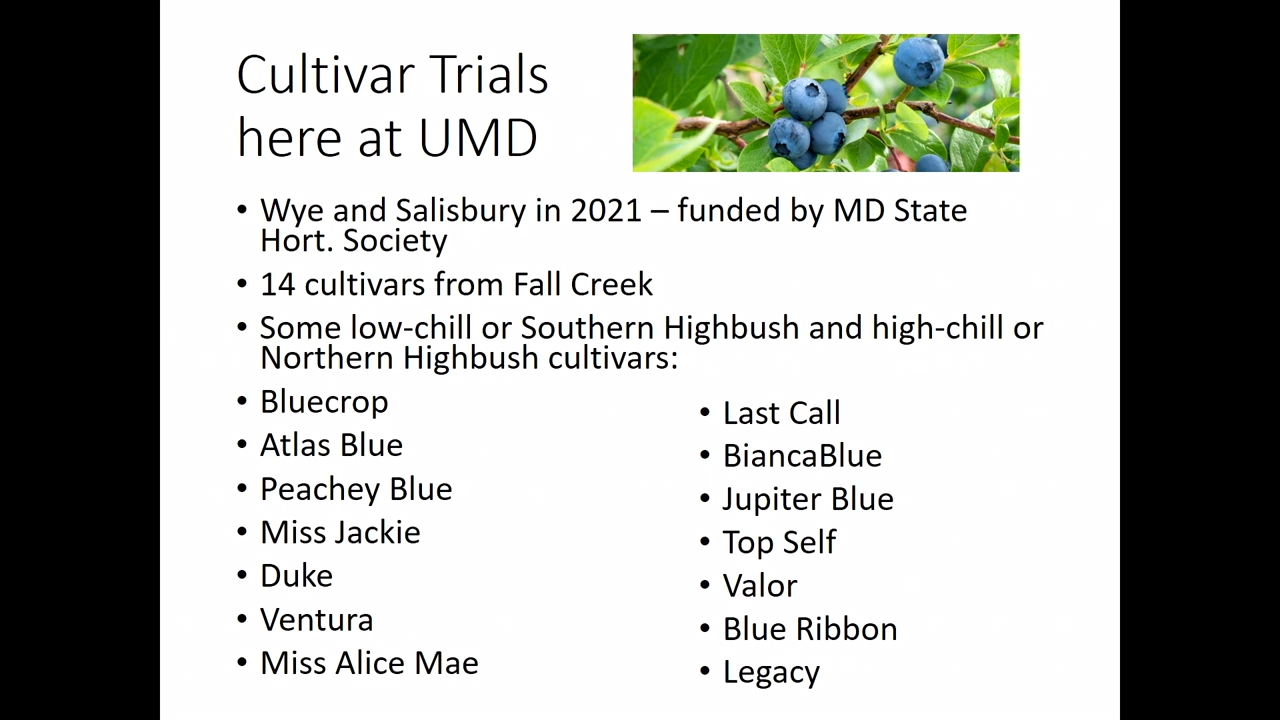 Cultivar Trials
here at UMD
• Wye and Salisbury in 2021 – funded by MD State
Hort. Society
• 14 cultivars from Fall Creek
• Some low-chill or Southern Highbush and high-chill or
Northern Highbush cultivars:
• Bluecrop
• Atlas Blue
• Peachey Blue
• Miss Jackie
• Duke
• Ventura
• Miss Alice Mae
• Last Call
• BiancaBlue
• Jupiter Blue
• Top Self
• Valor
• Blue Ribbon
• Legacy